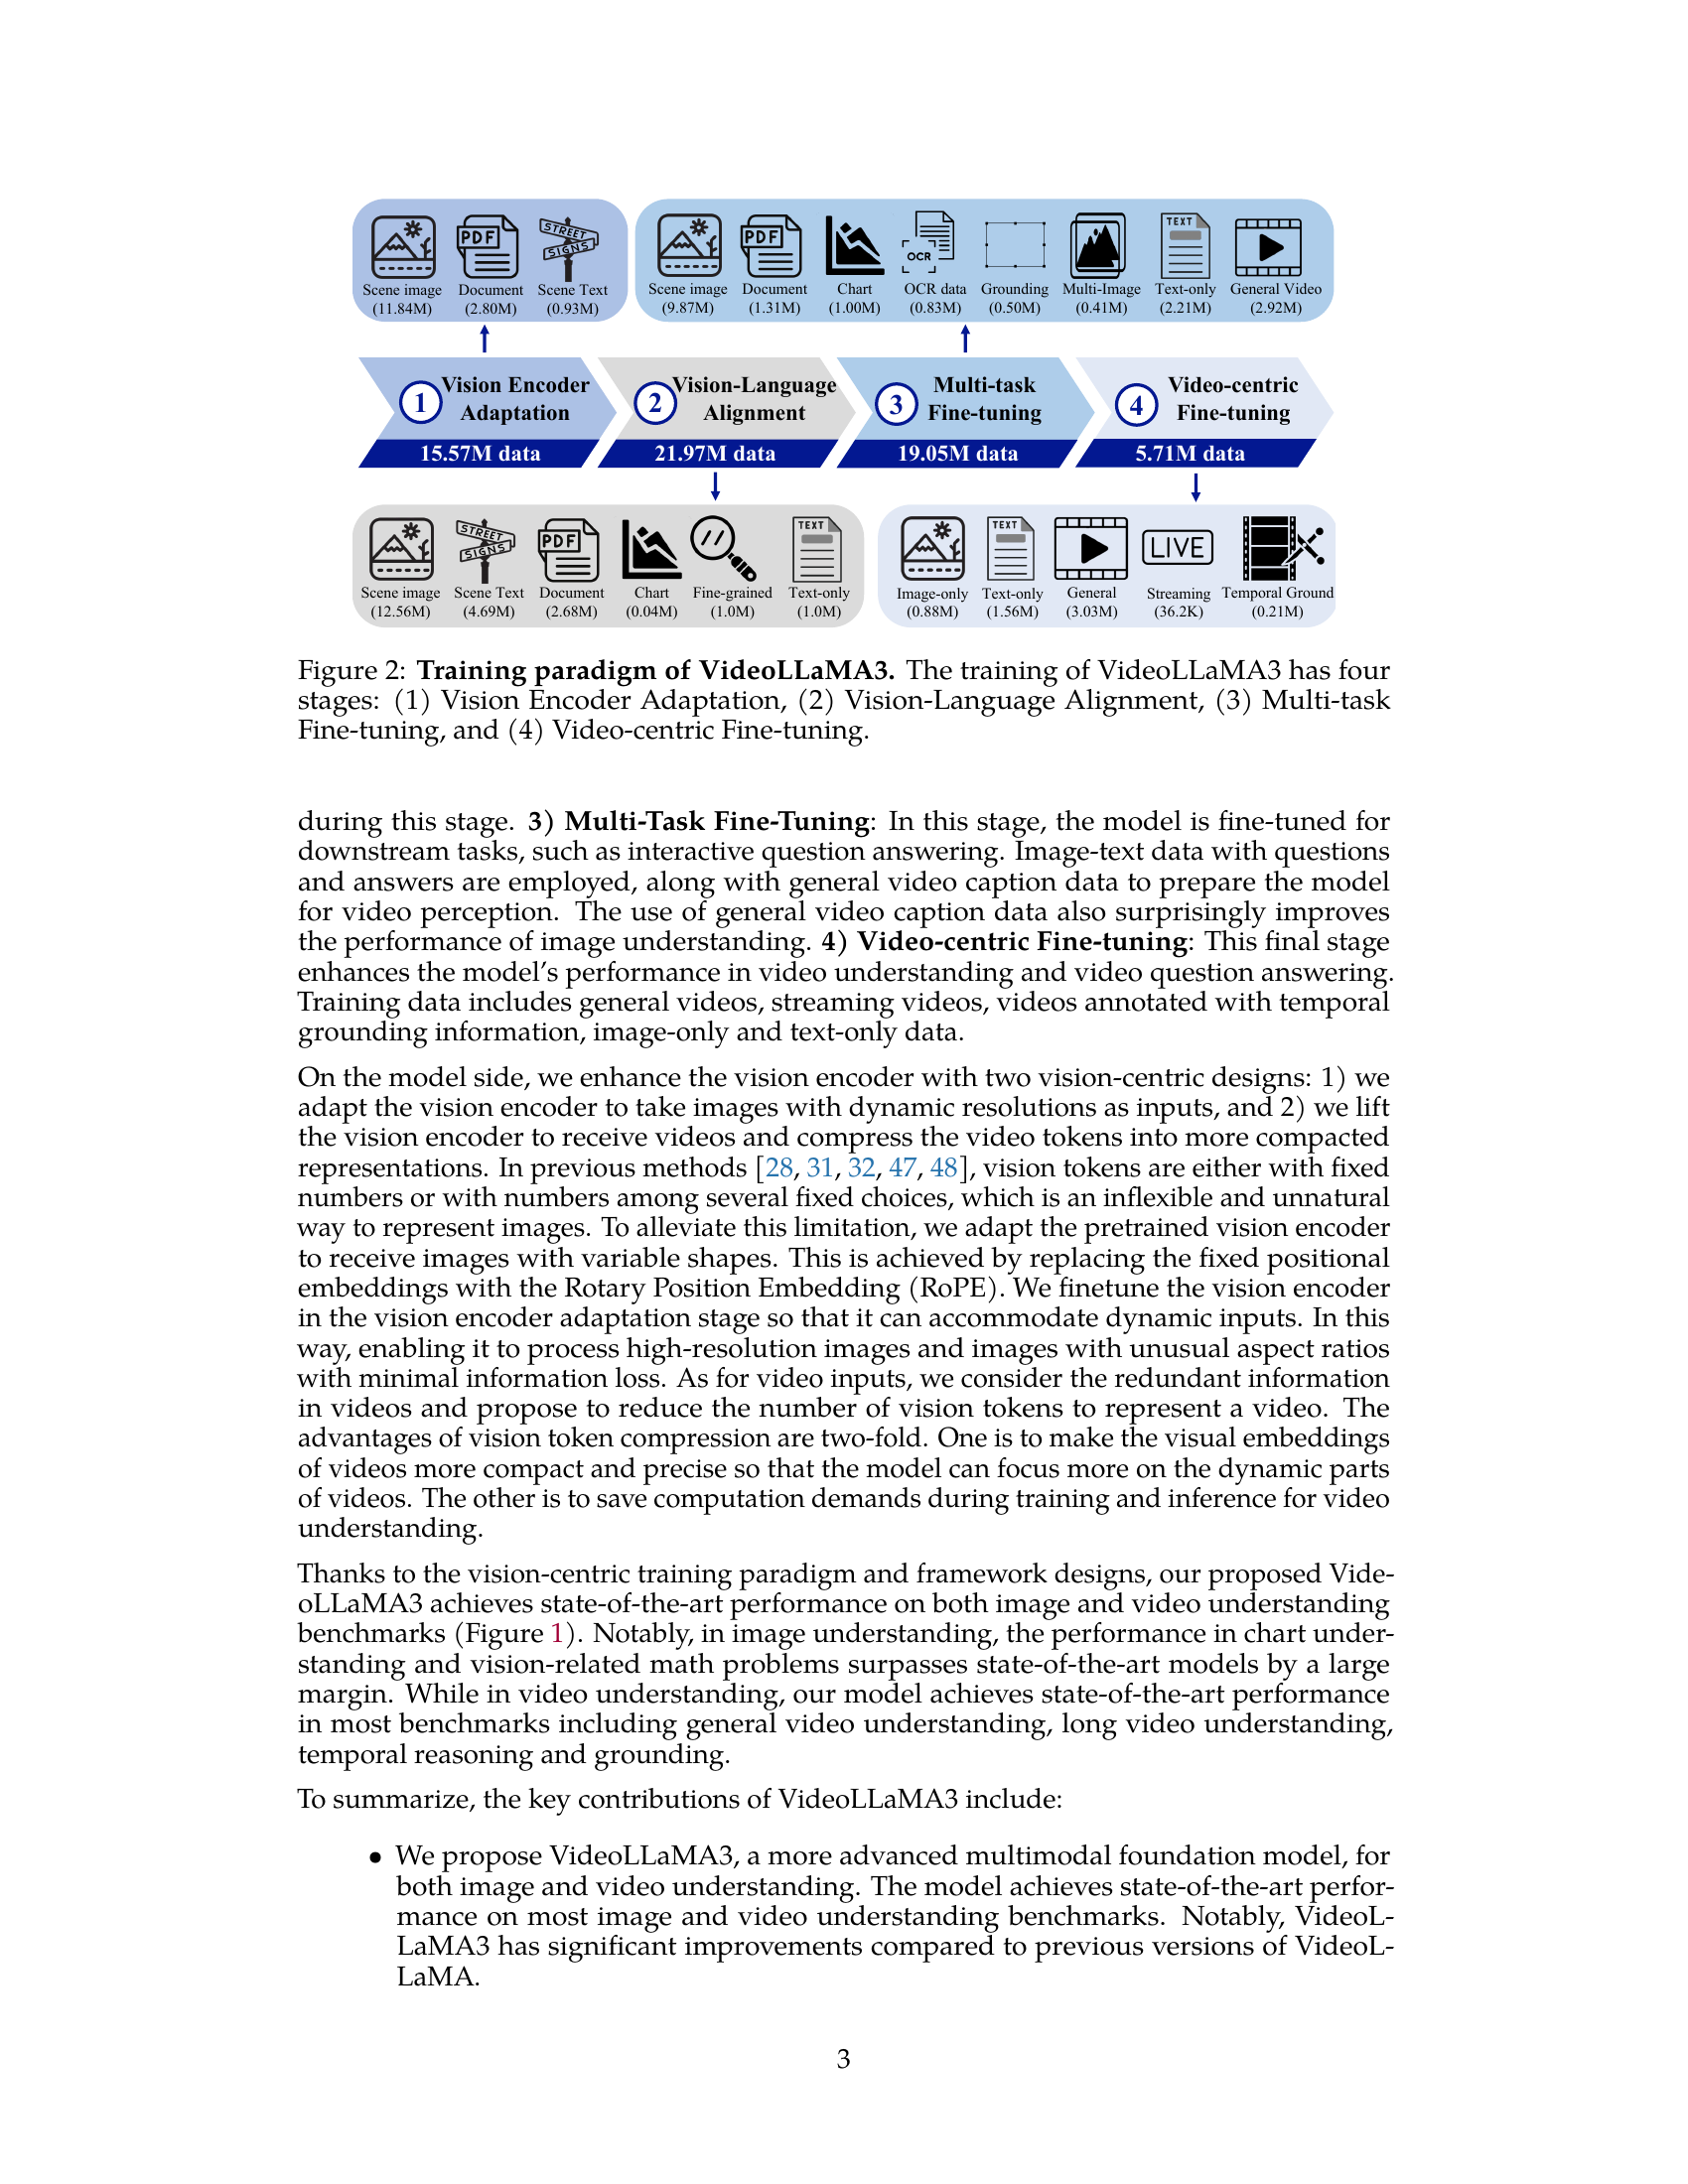 PDF STREET SIGNS PDF OCR TEXT
Scene image Document Scene Text Scene image Document Chart OCR data Grounding Multi-Image Text-only General Video
(11.84M) (2.80M) (0.93M) (9.87M) (1.31M) (1.00M) (0.83M) (0.50M) (0.41M) (2.21M) (2.92M)
1 Vision Encoder Adaptation
15.57M data
2 Vision-Language Alignment
21.97M data
3 Multi-task Fine-tuning
19.05M data
4 Video-centric Fine-tuning
5.71M data
STREET SIGNS PDF TEXT TEXT LIVE
Scene image Scene Text Document Chart Fine-grained Text-only Image-only Text-only General Streaming Temporal Ground
(12.56M) (4.69M) (2.68M) (0.04M) (1.0M) (1.0M) (0.88M) (1.56M) (3.03M) (36.2K) (0.21M)
Figure 2: Training paradigm of VideoLLaMA3. The training of VideoLLaMA3 has four
stages: (1) Vision Encoder Adaptation, (2) Vision-Language Alignment, (3) Multi-task
Fine-tuning, and (4) Video-centric Fine-tuning.
during this stage. 3) Multi-Task Fine-Tuning: In this stage, the model is fine-tuned for
downstream tasks, such as interactive question answering. Image-text data with questions
and answers are employed, along with general video caption data to prepare the model
for video perception. The use of general video caption data also surprisingly improves
the performance of image understanding. 4) Video-centric Fine-tuning: This final stage
enhances the model's performance in video understanding and video question answering.
Training data includes general videos, streaming videos, videos annotated with temporal
grounding information, image-only and text-only data.
On the model side, we enhance the vision encoder with two vision-centric designs: 1) we
adapt the vision encoder to take images with dynamic resolutions as inputs, and 2) we lift
the vision encoder to receive videos and compress the video tokens into more compacted
representations. In previous methods [28, 31, 32, 47, 48], vision tokens are either with fixed
numbers or with numbers among several fixed choices, which is an inflexible and unnatural
way to represent images. To alleviate this limitation, we adapt the pretrained vision encoder
to receive images with variable shapes. This is achieved by replacing the fixed positional
embeddings with the Rotary Position Embedding (RoPE). We finetune the vision encoder
in the vision encoder adaptation stage so that it can accommodate dynamic inputs. In this
way, enabling it to process high-resolution images and images with unusual aspect ratios
with minimal information loss. As for video inputs, we consider the redundant information
in videos and propose to reduce the number of vision tokens to represent a video. The
advantages of vision token compression are two-fold. One is to make the visual embeddings
of videos more compact and precise so that the model can focus more on the dynamic parts
of videos. The other is to save computation demands during training and inference for video
understanding.
Thanks to the vision-centric training paradigm and framework designs, our proposed Vide-
oLLaMA3 achieves state-of-the-art performance on both image and video understanding
benchmarks (Figure 1). Notably, in image understanding, the performance in chart under-
standing and vision-related math problems surpasses state-of-the-art models by a large
margin. While in video understanding, our model achieves state-of-the-art performance
in most benchmarks including general video understanding, long video understanding,
temporal reasoning and grounding.
To summarize, the key contributions of VideoLLaMA3 include:
• We propose VideoLLaMA3, a more advanced multimodal foundation model, for
both image and video understanding. The model achieves state-of-the-art perfor-
mance on most image and video understanding benchmarks. Notably, VideoL-
LaMA3 has significant improvements compared to previous versions of VideoL-
LaMA.
3